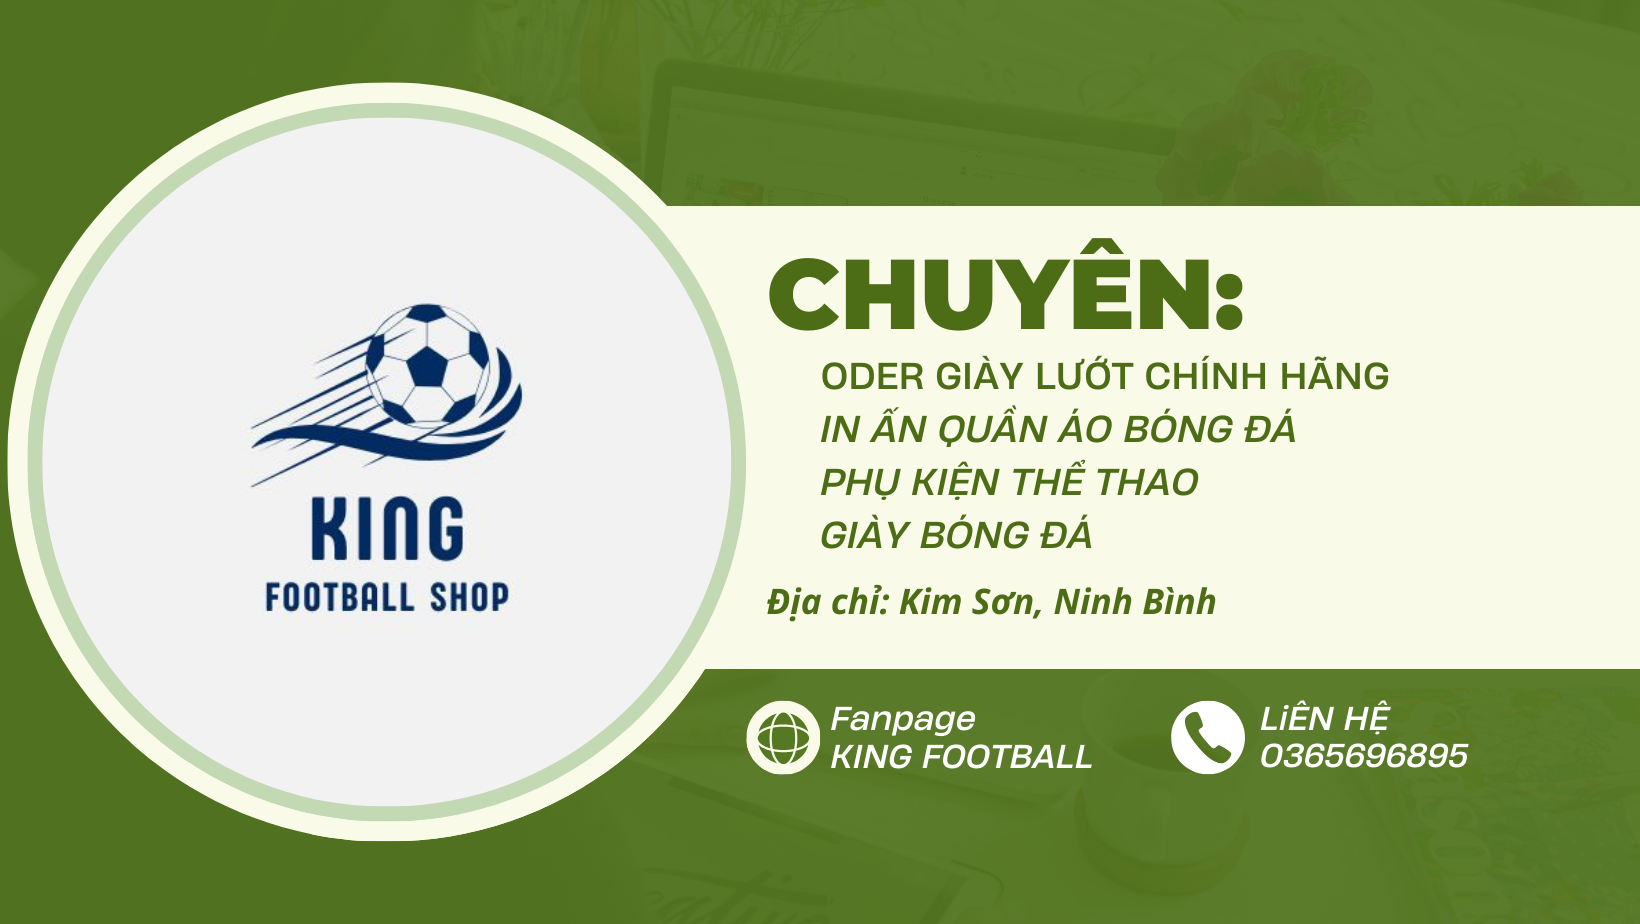 KING
FOOTBALL SHOP
CHUYÊN:
ODER GIÀY LƯỚT CHÍNH HÃNG
IN ẤN QUẦN ÁO BÓNG ĐÁ
PHỤ KIỆN THỂ THAO
GIÀY BÓNG ĐÁ
Địa chỉ: Kim Sơn, Ninh Bình
Fanpage
KING FOOTBALL
LiÊN HỆ
0365696895